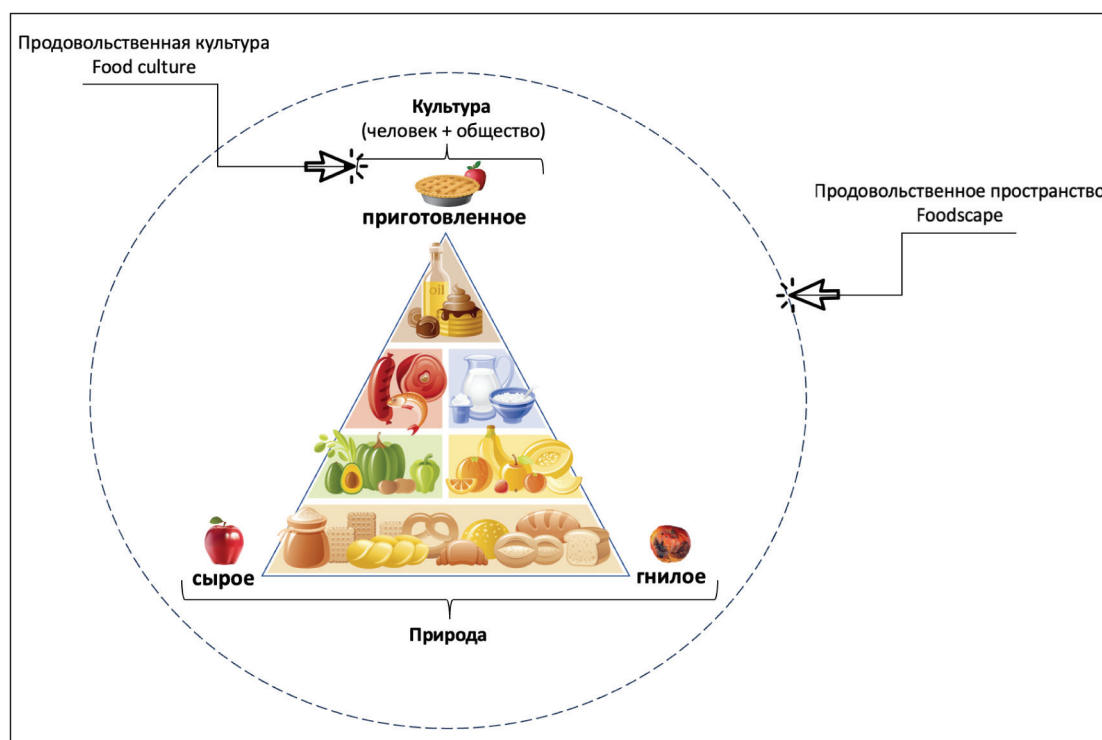 Продовольственная культура
Food culture
Культура
(человек + общество)
Продовольственное пространство
Foodscape
приготовленное
oil
сырое
гнилое
Природа